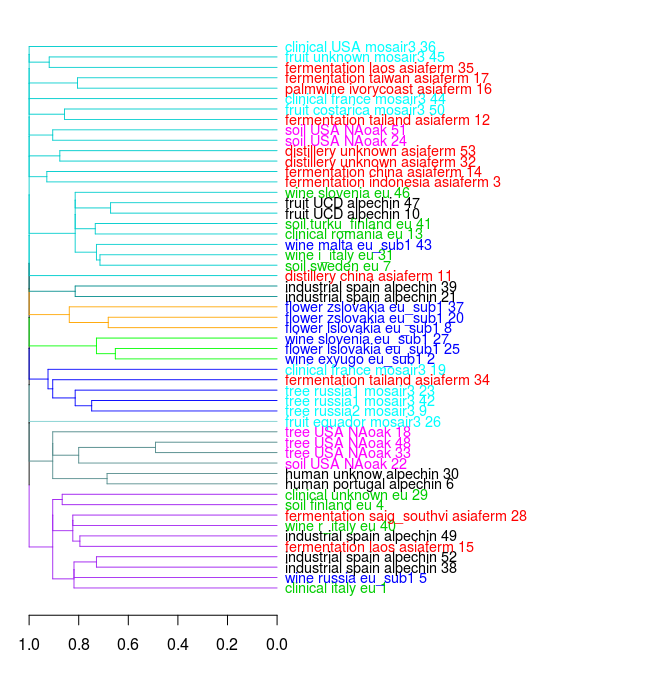 clinical USA mosair3 36
fruit unknown mosair3 45
fermentation laos asiaferm 35
fermentation taiwan asiaferm 17
palmwine ivorycoast asiaferm 16
clinical france mosair3 44
fruit costarica mosair3 50
fermentation tailand asiaferm 12
soil USA NAoak 51
soil USA NAoak 24
distillery unknown asiaferm 53
distillery unknown asiaferm 32
fermentation china asiaferm 14
fermentation indonesia asiaferm 3
wine slovenia eu 46
fruit UCD alpechin 47
fruit UCD alpechin 10
soil turku_finland eu 41
clinical romania eu 13
wine malta eu_sub1 43
wine i_italy eu 31
soil sweden eu 7
distillery china asiaferm 11
industrial spain alpechin 39
industrial spain alpechin 21
flower zslovakia eu_sub1 37
flower zslovakia eu_sub1 20
flower lslovakia eu_sub1 8
wine slovenia eu_sub1 27
flower lslovakia eu_sub1 25
wine exyugo eu_sub1 2
clinical france mosair3 19
fermentation tailand asiaferm 34
tree russia1 mosair3 23
tree russia1 mosair3 42
tree russia2 mosair3 9
fruit equador mosair3 26
tree USA NAoak 18
tree USA NAoak 48
tree USA NAoak 33
soil USA NAoak 22
human unknow alpechin 30
human portugal alpechin 6
clinical unknown eu 29
soil finland eu 4
fermentation saig_southvi asiaferm 28
wine r_italy eu 40
industrial spain alpechin 49
fermentation laos asiaferm 15
industrial spain alpechin 52
industrial spain alpechin 38
wine russia eu_sub1 5
clinical italy eu 1
1.0 0.8 0.6 0.4 0.2 0.0